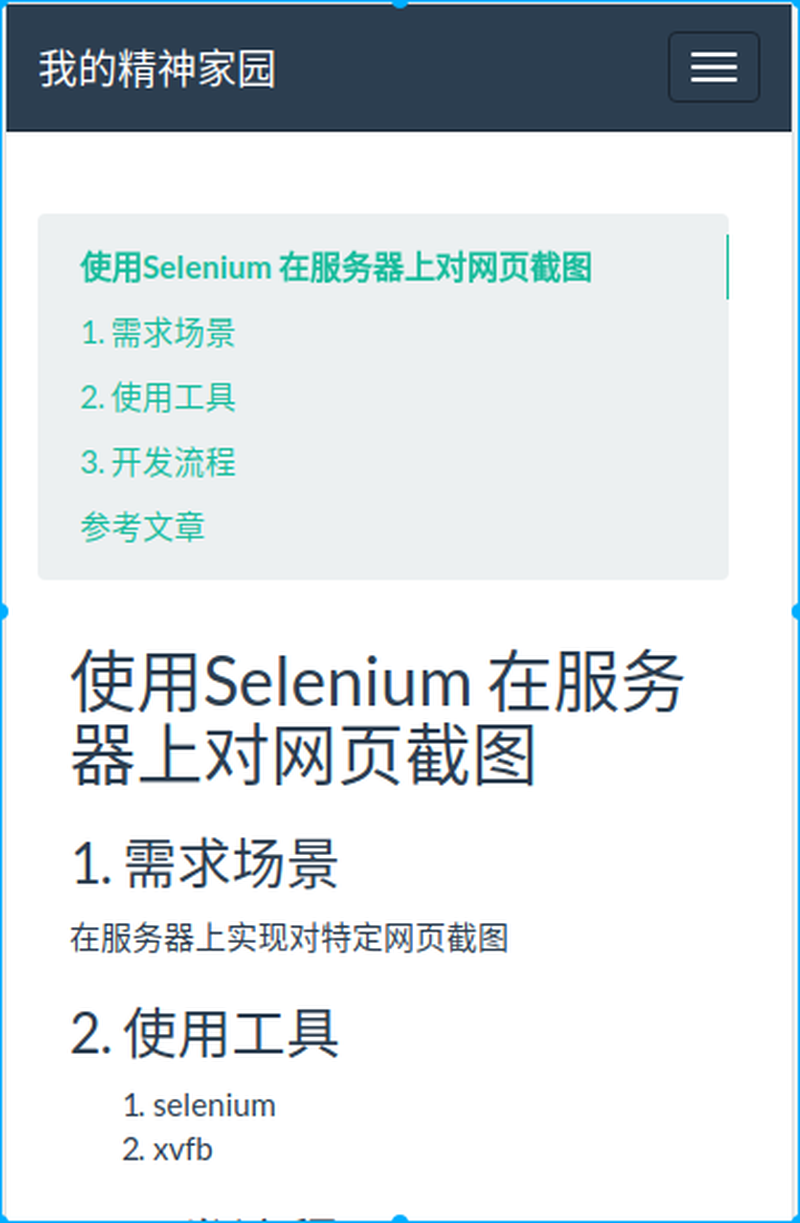 我的精神家园
使用Selenium 在服务器上对网页截图
1. 需求场景
2. 使用工具
3. 开发流程
参考文章
使用Selenium 在服务
器上对网页截图
1. 需求场景
在服务器上实现对特定网页截图
2. 使用工具
1. selenium
2. xvfb